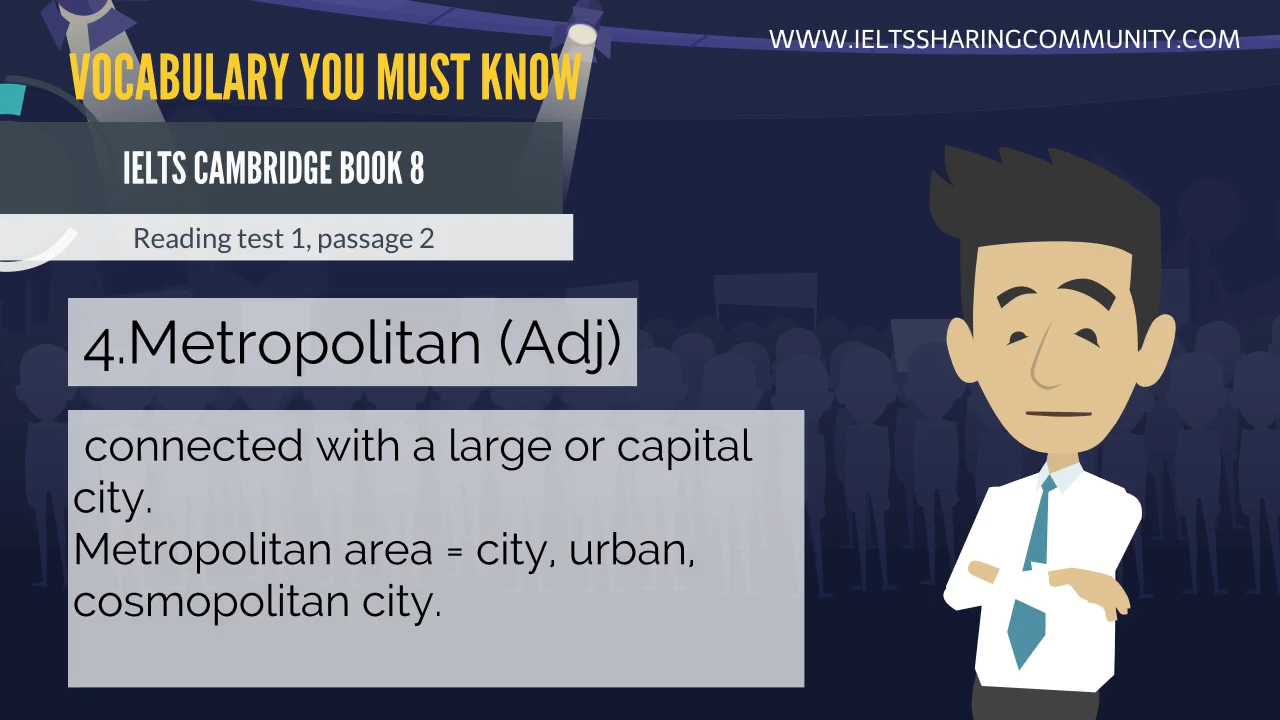 WWW.IELTSSHARINGCOMMUNITY.COM
VOCABULARY YOU MUST KNOW
IELTS CAMBRIDGE BOOK 8
Reading test 1, passage 2
4.Metropolitan (Adj)
connected with a large or capital
city.
Metropolitan area = city, urban,
cosmopolitan city.